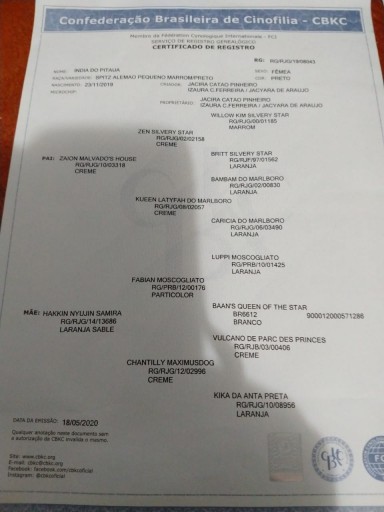 Confederação Brasileira de Cinofilia - CBKC
Membro da Fédération Cynologique Internationale - FCI
SERVIÇO DE REGISTRO GENEALÓGICO
CERTIFICADO DE REGISTRO
RG: RG/RJG/19/08593
NOME: INDIA DO PITAUA
SEXO: FÊMEA
RAÇA/VARIEDADE: SPITZ ALEMAO PEQUENO MARROM/PRETO
COR: PRETO
NASCIMENTO: 23/11/2019
CRIADOR: JACIRA CATAO PINHEIRO
IZAURA C.FERREIRA / JACYARA DE ARAUJO
MICROCHIP:
PROPRIETÁRIO: JACIRA CATAO PINHEIRO
IZAURA C.FERREIRA / JACYARA DE ARAUJO
WILLOW KIM SILVERY STAR
RG/RJG/00/01185
MARROM
ZEN SILVERY STAR
RG/RJG/02/02158
CREME
BRITT SILVERY STAR
RG/RJF/97/01562
LARANJA
PAI: ZAION MALVADO'S HOUSE
RG/RJG/10/03318
CREME
BAMBAM DO MARLBORO
RG/RJG/02/00830
LARANJA
KUEEN LATYFAH DO MARLBORO
RG/RJG/08/02057
CREME
CARICIA DO MARLBORO
RG/RJG/06/03490
LARANJA
LUPPI MOSCOGLIATO
RG/PRB/10/01425
LARANJA
FABIAN MOSCOGLIATO
RG/PRB/12/00176
PARTICOLOR
BAAN'S QUEEN OF THE STAR
BR6612 900012000571286
BRANCO
MÃE: HAKKIN NYUJIN SAMIRA
RG/RJG/14/13686
LARANJA SABLE
VULCANO DE PARC DES PRINCES
RG/RJB/03/00406
CREME
CHANTILLY MAXIMUSDOG
RG/RJG/12/02996
CREME
KIKA DA ANTA PRETA
RG/RJG/10/08956
LARANJA
DATA DA EMISSÃO: 18/05/2020
Qualquer anotação neste documento sem
a autorização da CBKC invalida o mesmo.
Site: www.cbkc.org
E-mail: cbkc@cbkc.org
Facebook: facebook.com/cbkcoficial
Instagram: @cbkcoficial